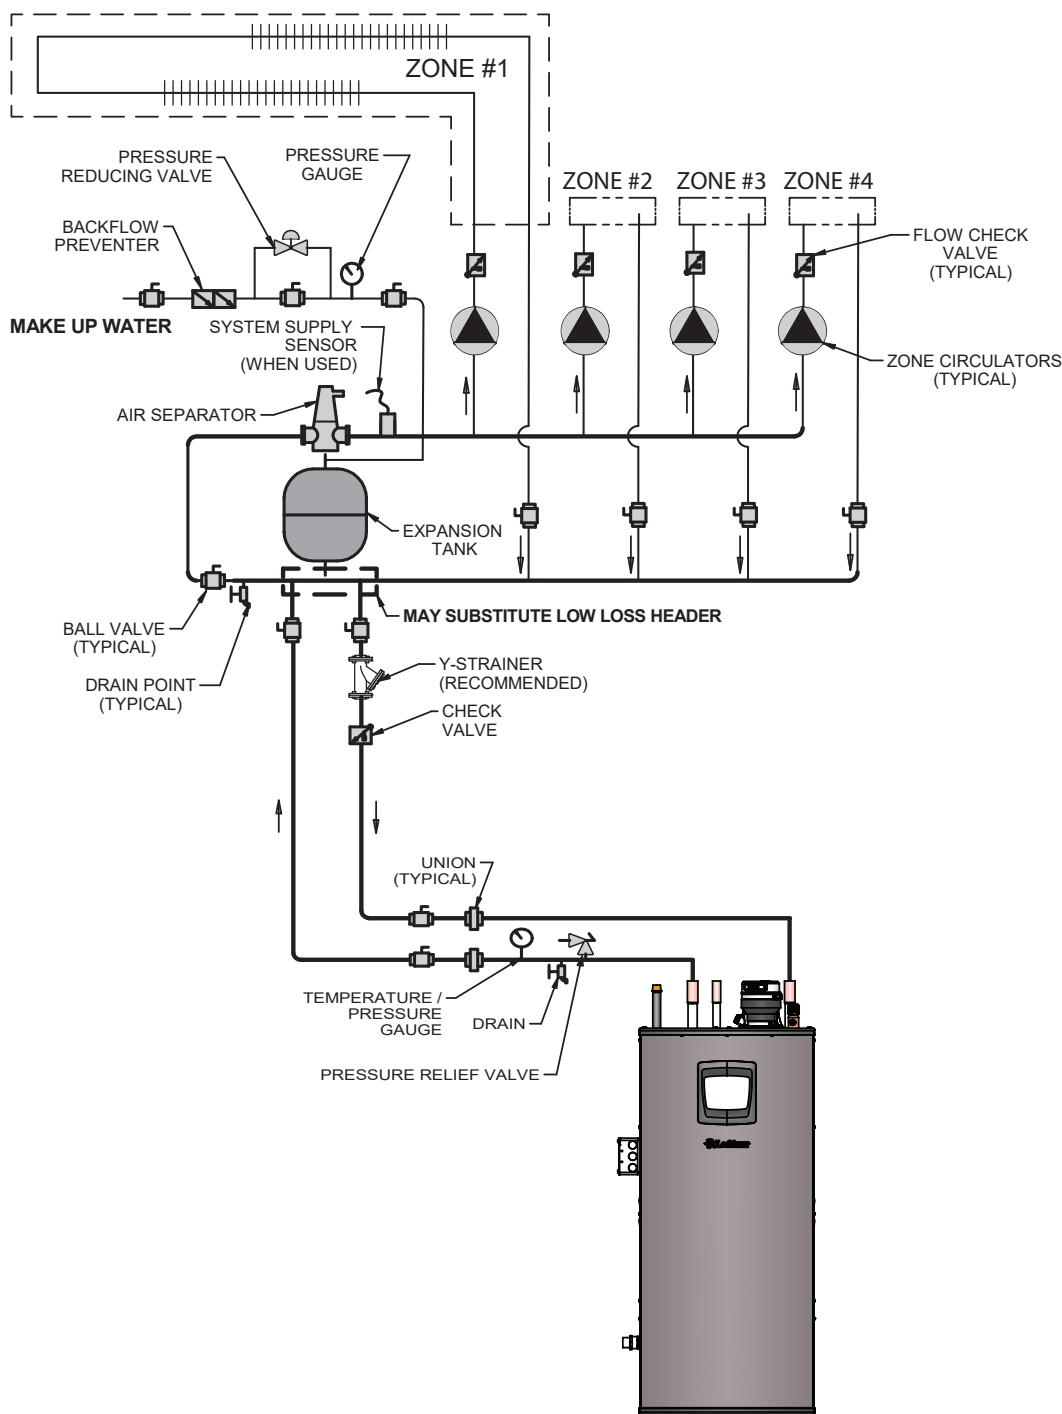 ZONE #1
PRESSURE
REDUCING VALVE
PRESSURE
GAUGE
ZONE #2
ZONE #3
ZONE #4
BACKFLOW
PREVENTER
FLOW CHECK
VALVE
(TYPICAL)
MAKE UP WATER
SYSTEM SUPPLY
SENSOR
(WHEN USED)
ZONE CIRCULATORS
(TYPICAL)
AIR SEPARATOR
EXPANSION
TANK
MAY SUBSTITUTE LOW LOSS HEADER
BALL VALVE
(TYPICAL)
Y-STRAINER
(RECOMMENDED)
DRAIN POINT
(TYPICAL)
CHECK
VALVE
UNION
(TYPICAL)
TEMPERATURE /
PRESSURE
GAUGE
DRAIN
PRESSURE RELIEF VALVE